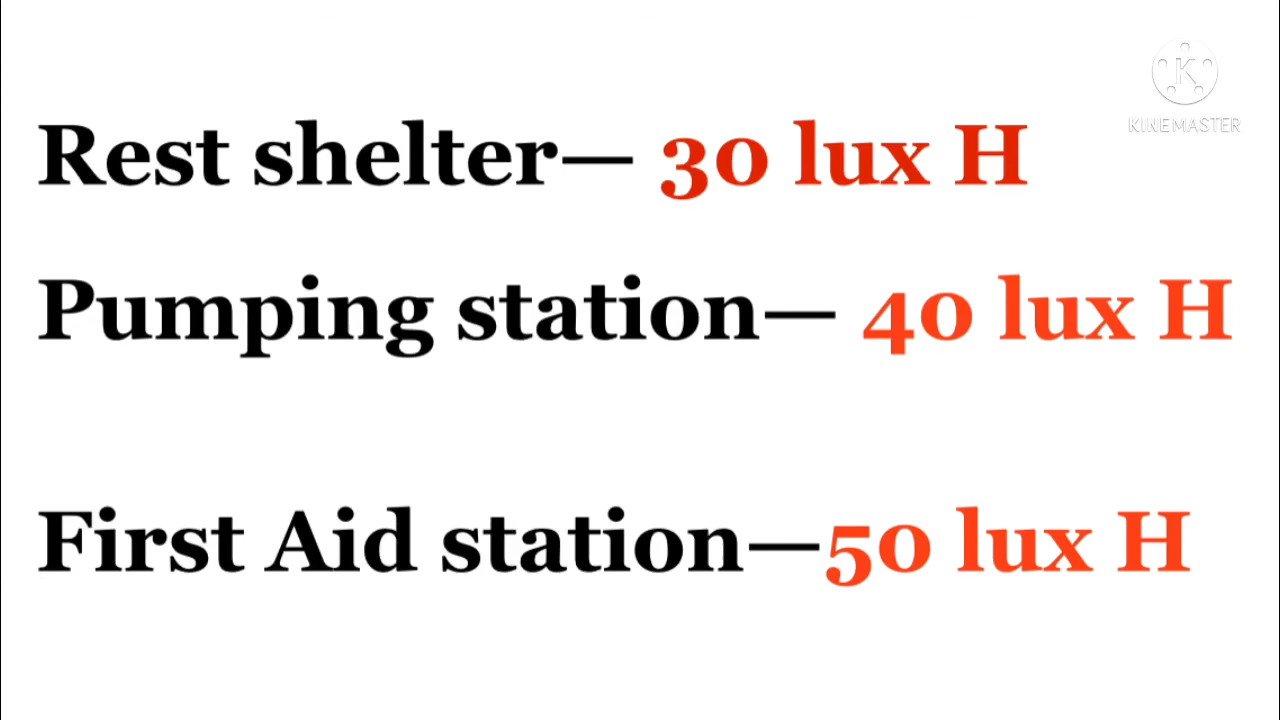 Rest shelter— 30 lux H
Pumping station— 40 lux H
First Aid station—50 lux H
K
KINEMASTER